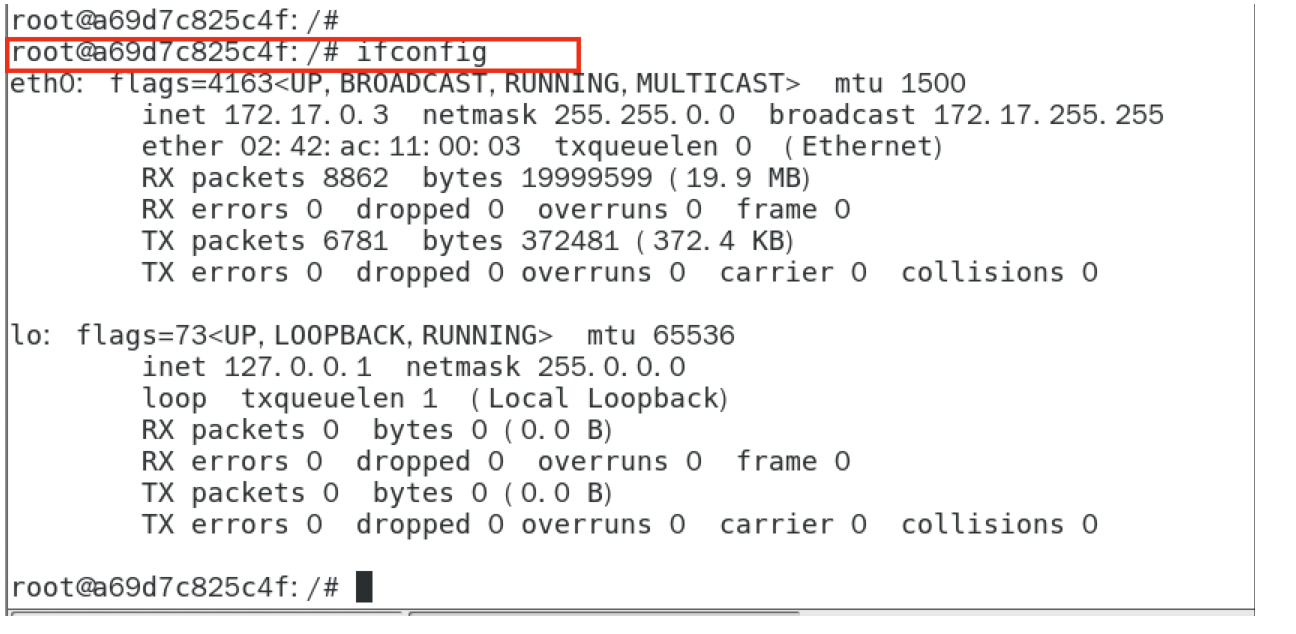 root@a69d7c825c4f:/#
root@a69d7c825c4f:/# ifconfig
eth0: flags=4163<UP,BROADCAST,RUNNING,MULTICAST>  mtu 1500
        inet 172.17.0.3  netmask 255.255.0.0  broadcast 172.17.255.255
        ether 02:42:ac:11:00:03  txqueuelen 0  (Ethernet)
        RX packets 8862  bytes 19999599 (19.9 MB)
        RX errors 0  dropped 0  overruns 0  frame 0
        TX packets 6781  bytes 372481 (372.4 KB)
        TX errors 0  dropped 0 overruns 0  carrier 0  collisions 0

lo: flags=73<UP,LOOPBACK,RUNNING>  mtu 65536
        inet 127.0.0.1  netmask 255.0.0.0
        loop  txqueuelen 1  (Local Loopback)
        RX packets 0  bytes 0 (0.0 B)
        RX errors 0  dropped 0  overruns 0  frame 0
        TX packets 0  bytes 0 (0.0 B)
        TX errors 0  dropped 0 overruns 0  carrier 0  collisions 0

root@a69d7c825c4f:/#